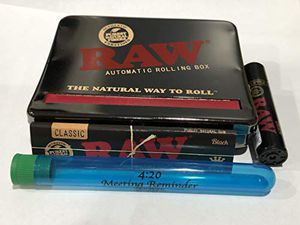 RAW
AUTOMATIC ROLLING BOX
THE NATURAL WAY TO ROLL
CLASSIC
RAW
Black
RAW
4:20
Meeting Reminder